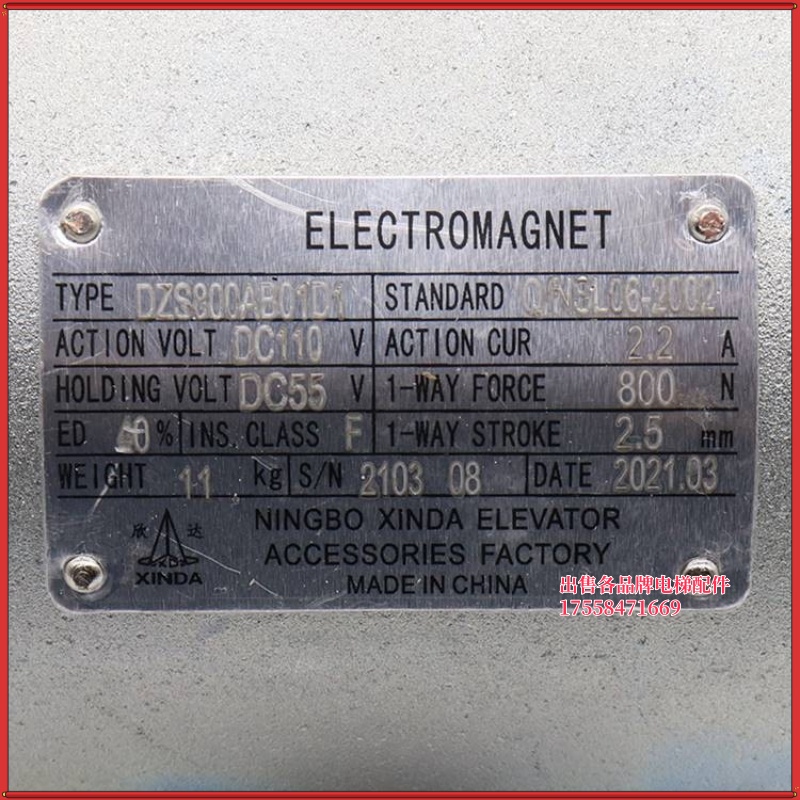 ELECTROMAGNET
TYPE DZS800AB01D1 STANDARD
ACTION VOLT DC110 V ACTION CUR 2.2 A
HOLDING VOLT DC55 V 1-WAY FORCE 800 N
ED % INS. CLASS F 1-WAY STROKE 2.5 mm
WEIGHT 11 kg S/N 2103 08 DATE 2021.03
欣 达
XINDA
NINGBO XINDA ELEVATOR
ACCESSORIES FACTORY
MADE IN CHINA
出售各品牌电梯配件
17558471669